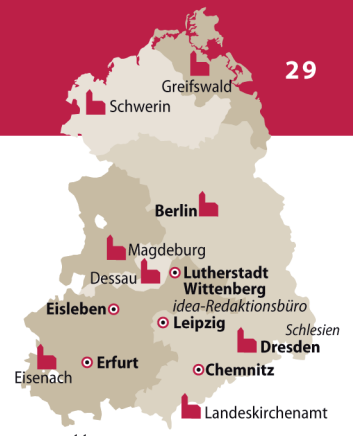 29
Greifswald
Schwerin
Berlin
Magdeburg
Dessau
Lutherstadt
Wittenberg
idea-Redaktionsbüro
Eisleben
Leipzig
Schlesien
Dresden
Erfurt
Eisenach
Chemnitz
Landeskirchenamt